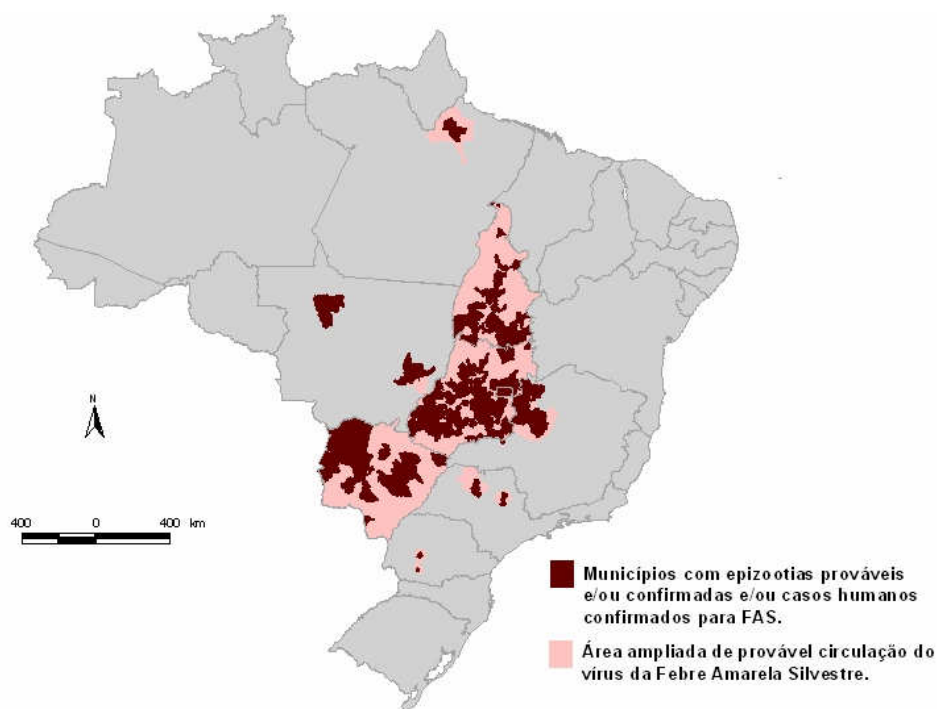 N
400 0 400 km
Municípios com epizootias prováveis
e/ou confirmadas e/ou casos humanos
confirmados para FAS.
Área ampliada de provável circulação do
vírus da Febre Amarela Silvestre.